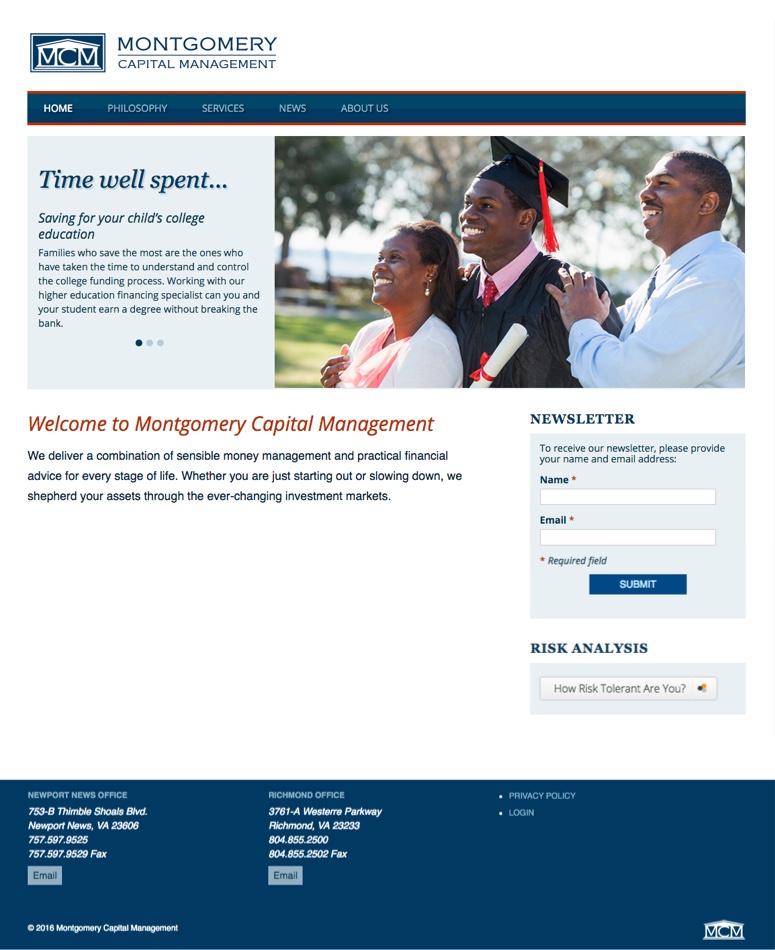 MCM
MONTGOMERY
CAPITAL MANAGEMENT
HOME
PHILOSOPHY
SERVICES
NEWS
ABOUT US
Time well spent...
Saving for your child's college
education
Families who save the most are the ones who
have taken the time to understand and control
the college funding process. Working with our
higher education financing specialist can you and
your student earn a degree without breaking the
bank.
Welcome to Montgomery Capital Management
We deliver a combination of sensible money management and practical financial
advice for every stage of life. Whether you are just starting out or slowing down, we
shepherd your assets through the ever-changing investment markets.
NEWSLETTER
To receive our newsletter, please provide
your name and email address:
Name *
Email *
* Required field
SUBMIT
RISK ANALYSIS
How Risk Tolerant Are You?
NEWPORT NEWS OFFICE
753-B Thimble Shoals Blvd.
Newport News, VA 23606
757.597.9525
757.597.9529 Fax
Email
RICHMOND OFFICE
3761-A Westerre Parkway
Richmond, VA 23233
804.855.2500
804.855.2502 Fax
Email
PRIVACY POLICY
LOGIN
© 2016 Montgomery Capital Management
MCM